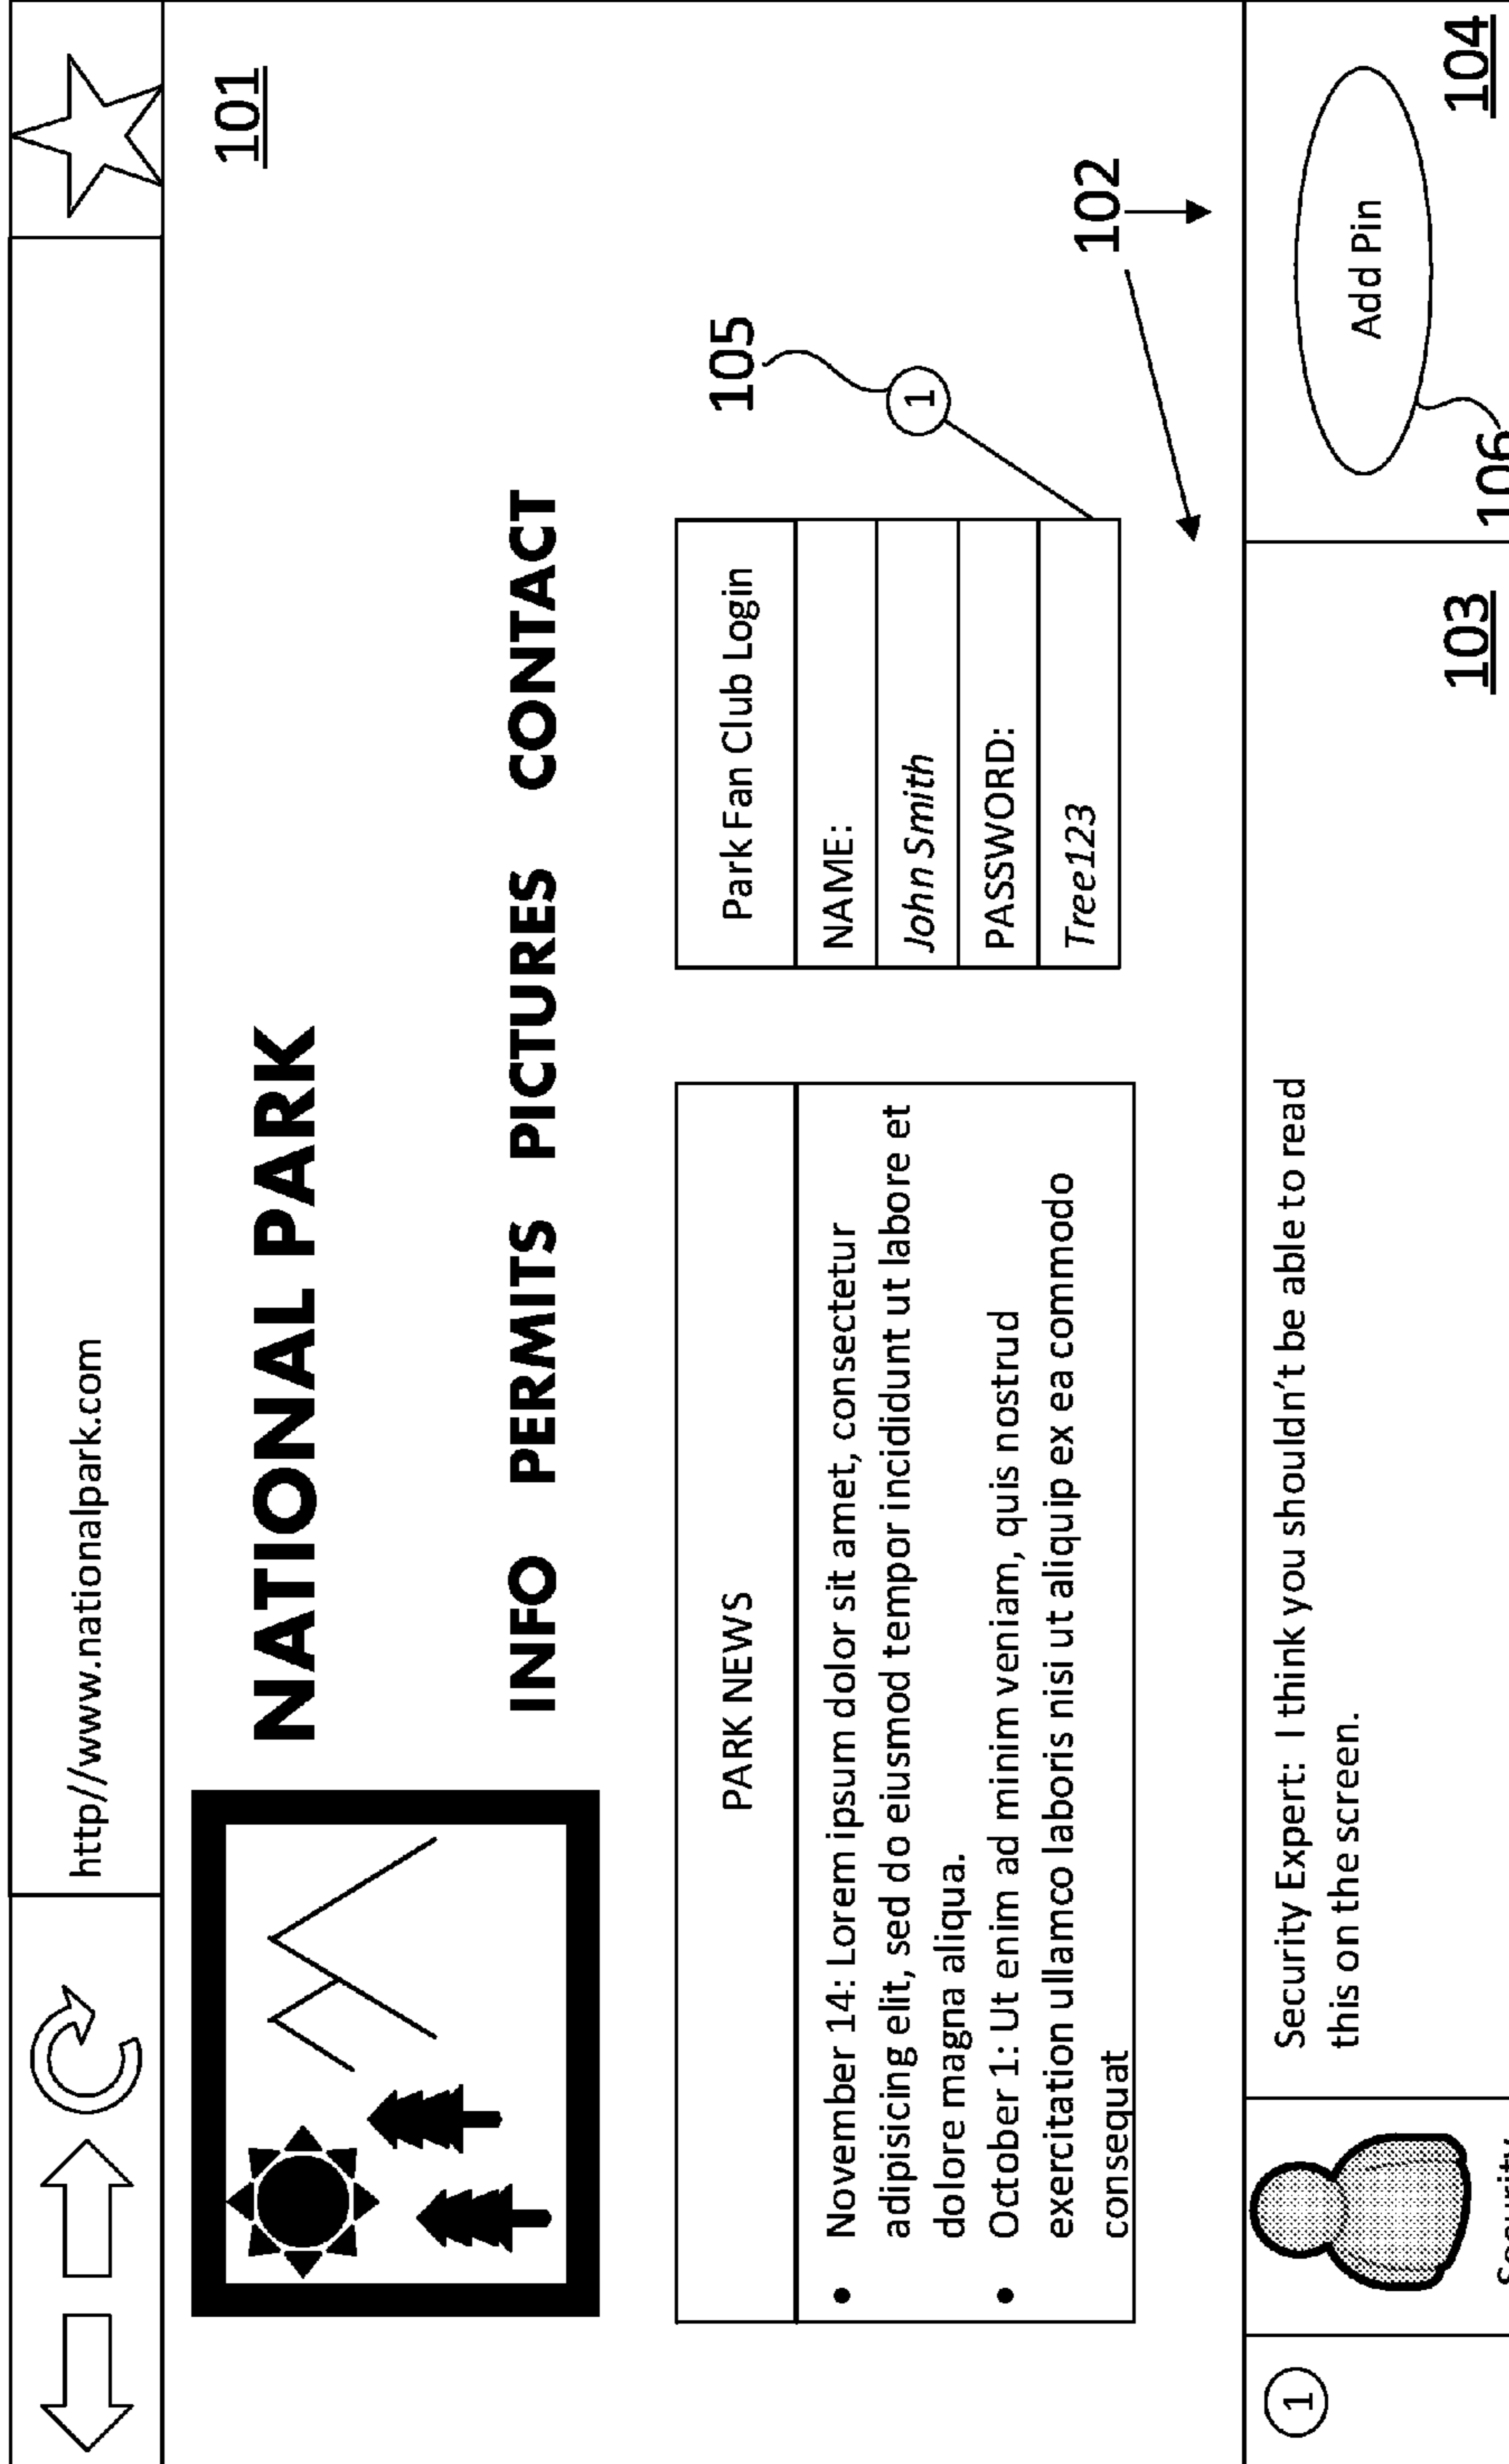 http//www.nationalpark.com
101
NATIONAL PARK
INFO PERMITS PICTURES CONTACT
PARK NEWS
• November 14: Lorem ipsum dolor sit amet, consectetur
adipisicing elit, sed do eiusmod tempor incididunt ut labore et
dolore magna aliqua.
• October 1: Ut enim ad minim veniam, quis nostrud
exercitation ullamco laboris nisi ut aliquip ex ea commodo
consequat
Park Fan Club Login
NAME:
John Smith
PASSWORD:
Tree123
105
1
102
1
Security
Security Expert: I think you shouldn't be able to read
this on the screen.
103
Add Pin
106
104